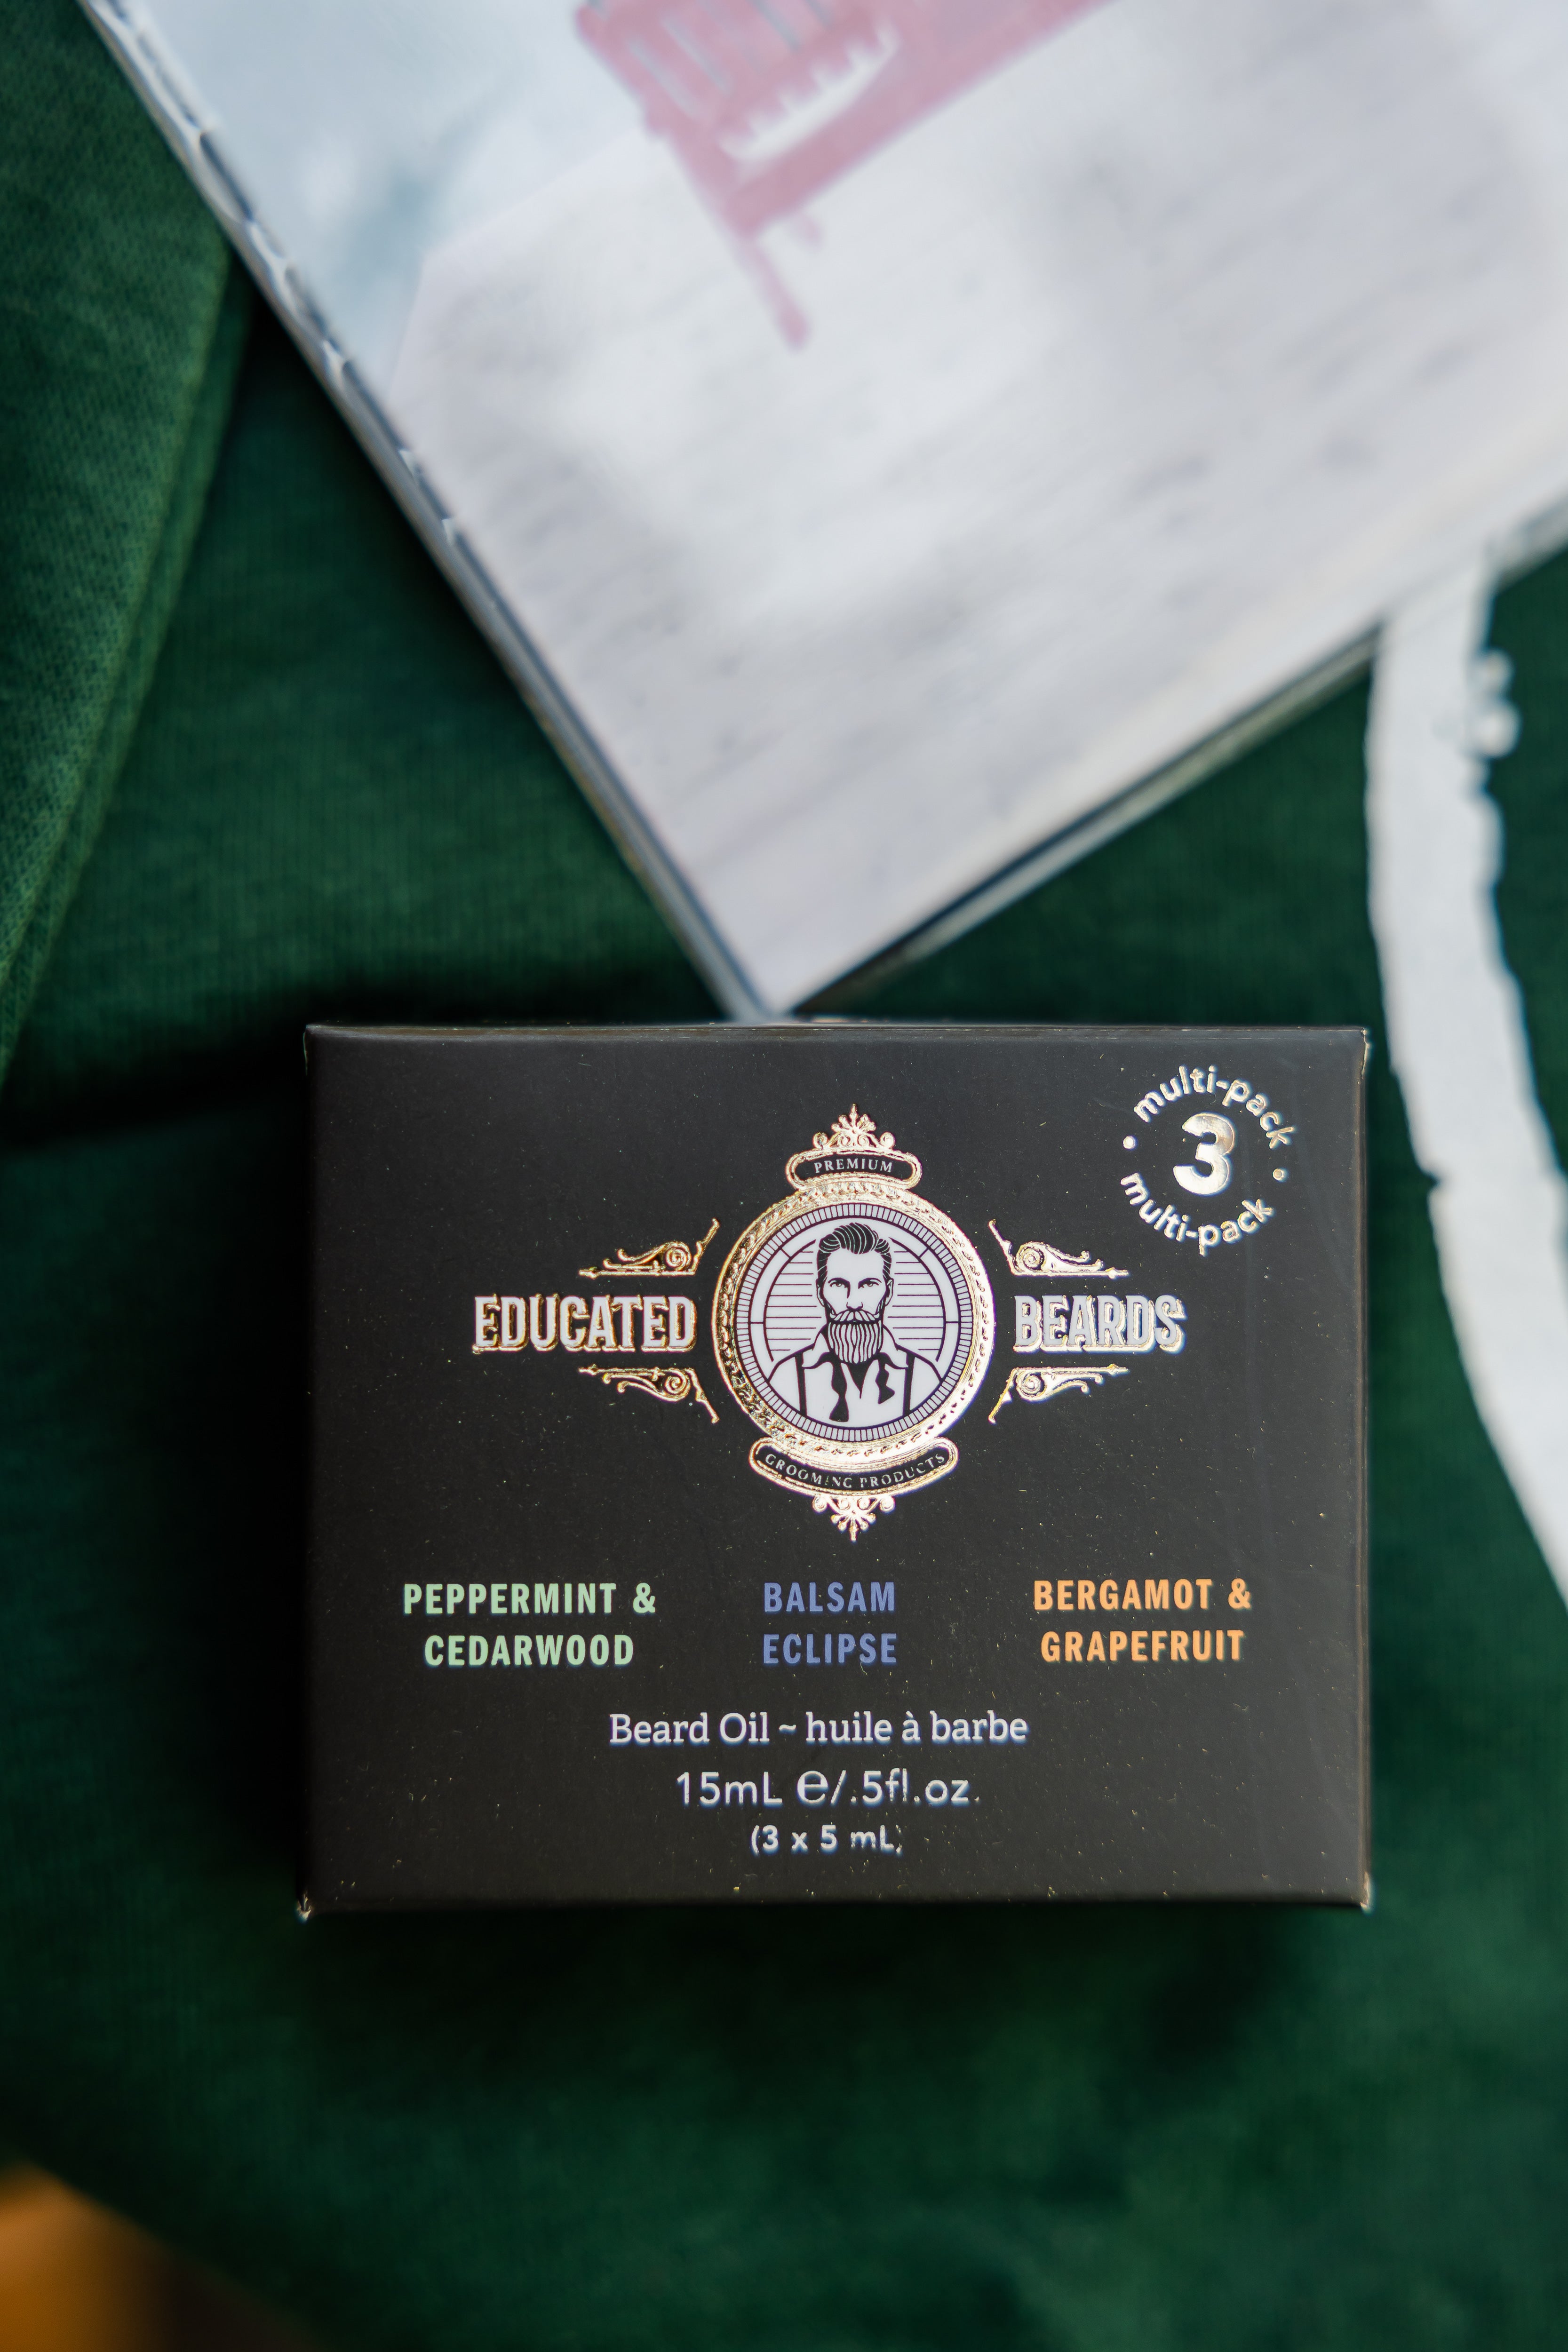 multi-pack
3
multi-pack
PREMIUM
EDUCATED BEARDS
GROOMING PRODUCTS
PEPPERMINT &
CEDARWOOD
BALSAM
ECLIPSE
BERGAMOT &
GRAPEFRUIT
Beard Oil ~ huile à barbe
15mL ℮/.5fl.oz.
(3 x 5 mL)